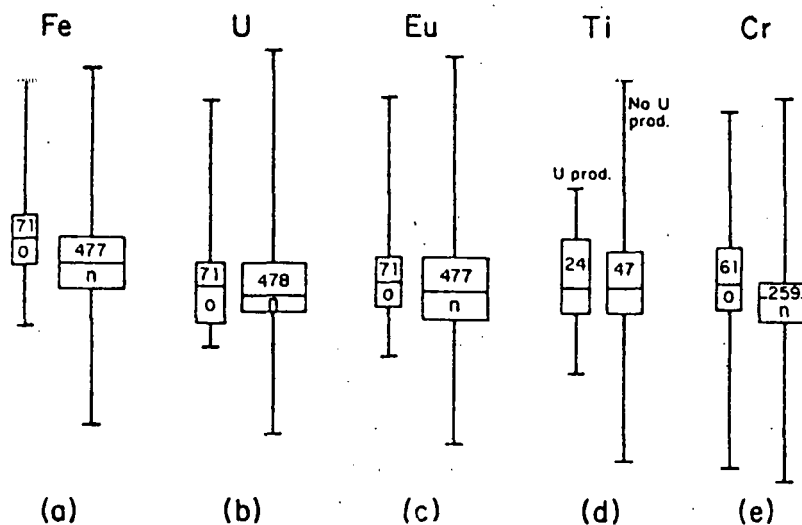 Fe U Eu Ti Cr
No U
prod.
U prod.
71 477 71 478 71 477 24 47 61 259
0 n 0 n 0 n 0 n
(a) (b) (c) (d) (e)